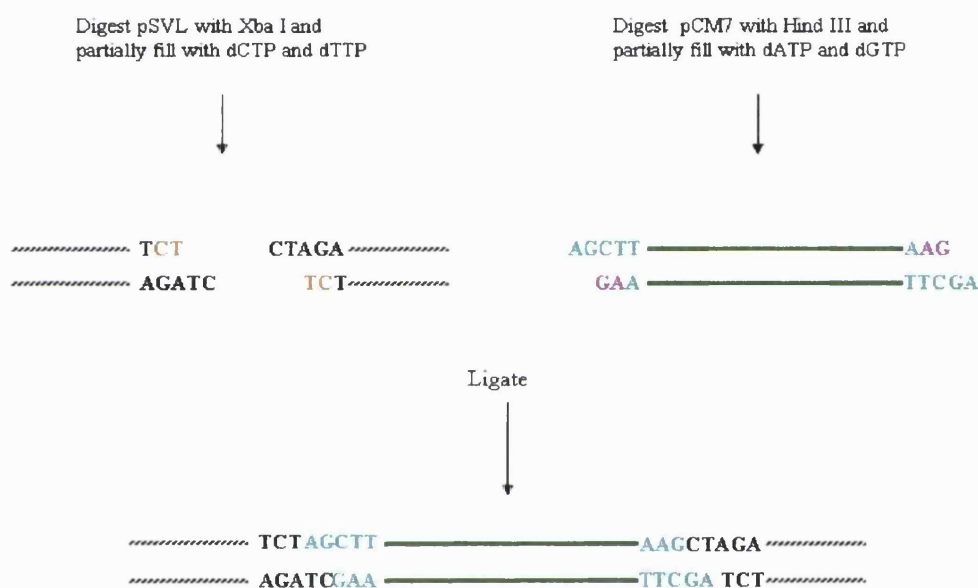 Digest pSVL with Xba I and
partially fill with dCTP and dTTP
Digest pCM7 with Hind III and
partially fill with dATP and dGTP
TCT CTAGA
AGATC TCT
AGCTT AAG
GAA TTCGA
Ligate
TCTAGCTT AAGCTAGA
AGATCGAA TTCGA TCT